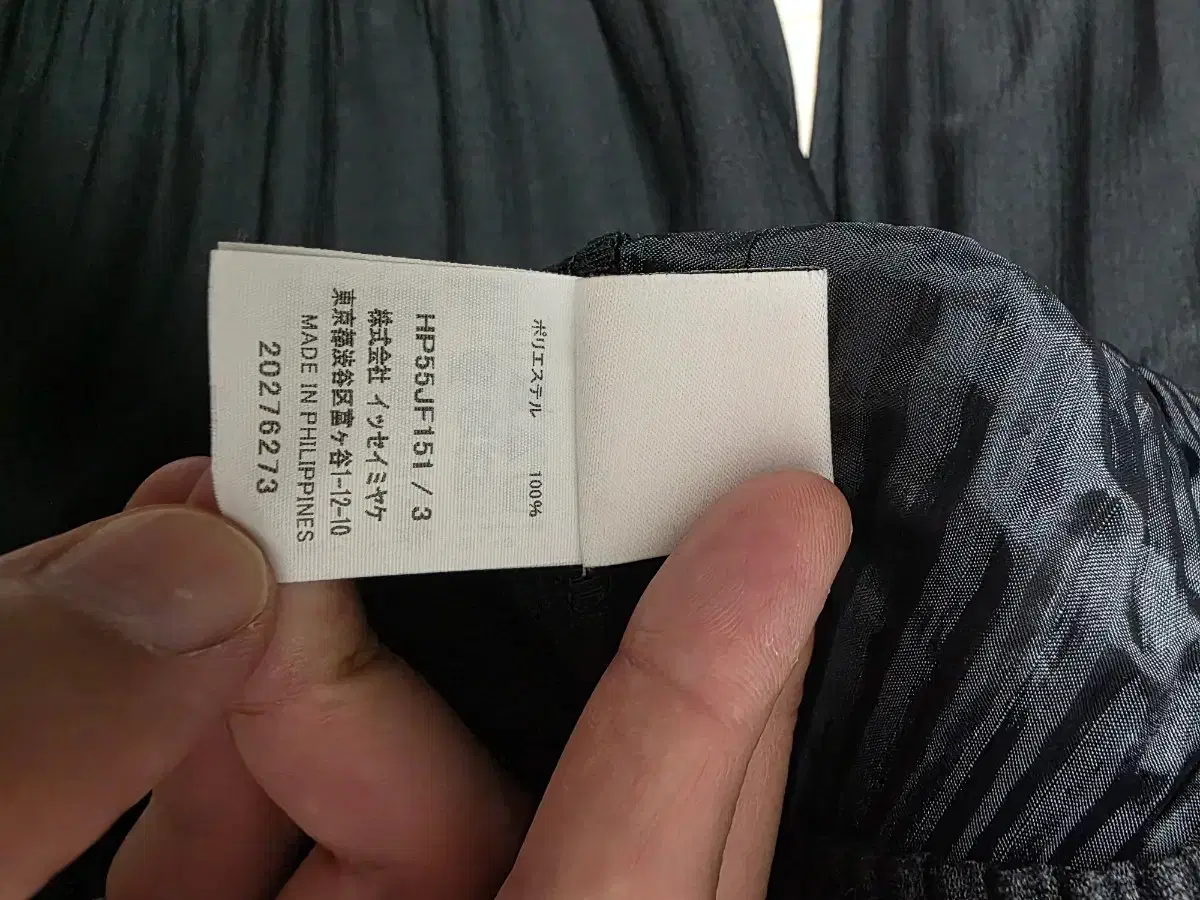 ポリエステル 100%
HP55JF151 / 3
株式会社 イッセイミヤケ
東京都渋谷区富ヶ谷1-12-10
MADE IN PHILIPPINES
20276273